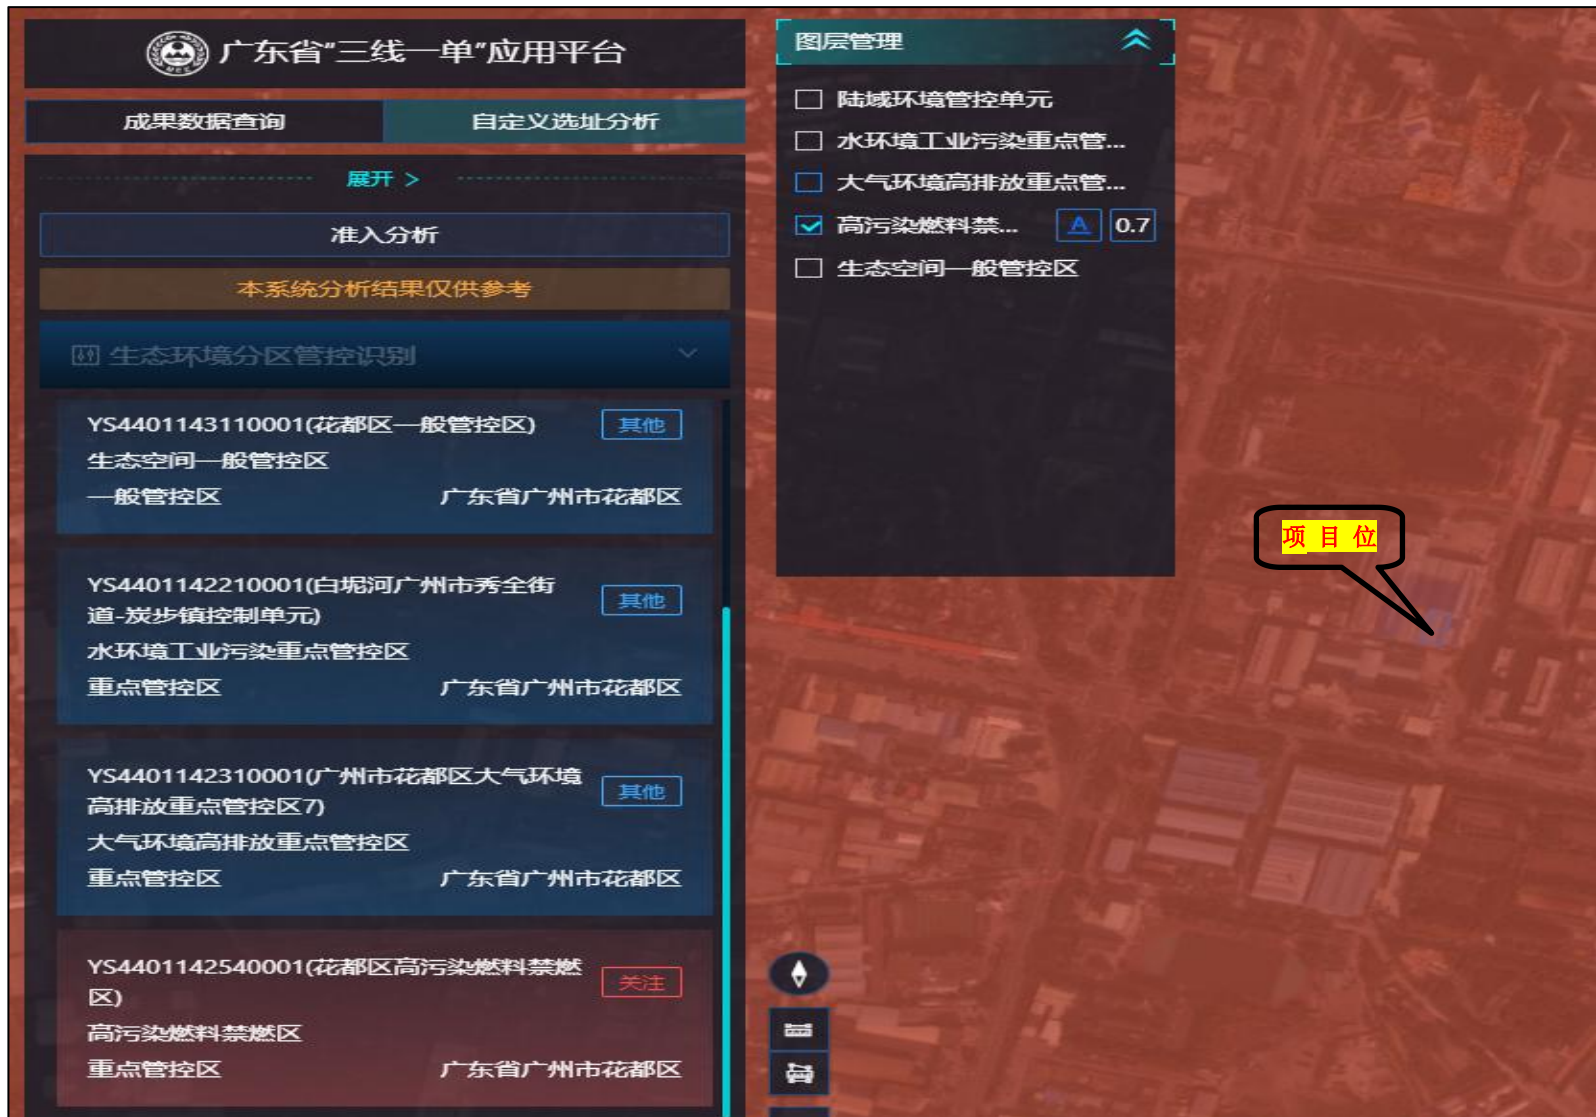 广东省"三线一单"应用平台
成果数据查询
自定义选址分析
展开 >
准入分析
本系统分析结果仅供参考
生态环境分区管控识别
YS4401143110001(花都区一般管控区)
其他
生态空间一般管控区
一般管控区
广东省广州市花都区
YS4401142210001(白坭河广州市秀全街
道-炭步镇控制单元)
其他
水环境工业污染重点管控区
重点管控区
广东省广州市花都区
YS4401142310001(广州市花都区大气环境
高排放重点管控区7)
其他
大气环境高排放重点管控区
重点管控区
广东省广州市花都区
YS4401142540001(花都区高污染燃料禁燃
区)
关注
高污染燃料禁燃区
重点管控区
广东省广州市花都区
图层管理
陆域环境管控单元
水环境工业污染重点管...
大气环境高排放重点管...
高污染燃料禁...
A
0.7
生态空间一般管控区
项目位